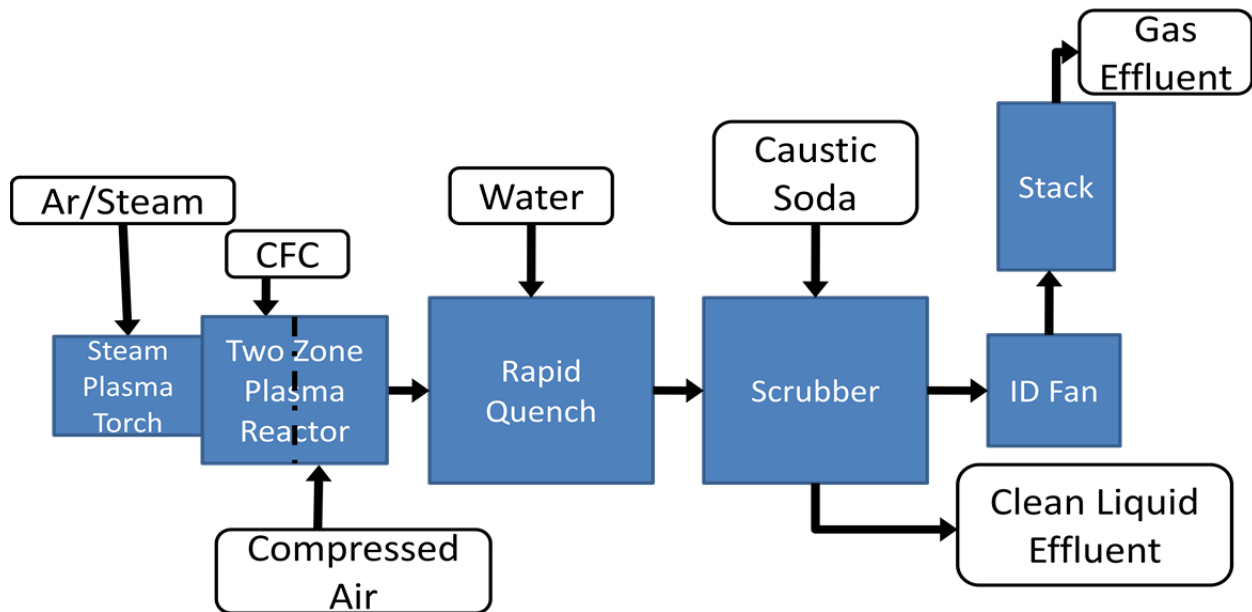 Gas
Effluent
Caustic
Soda
Stack
Ar/Steam
Water
CFC
Steam
Plasma
Torch
Two Zone
Plasma
Reactor
Rapid
Quench
Scrubber
ID Fan
Compressed
Air
Clean Liquid
Effluent